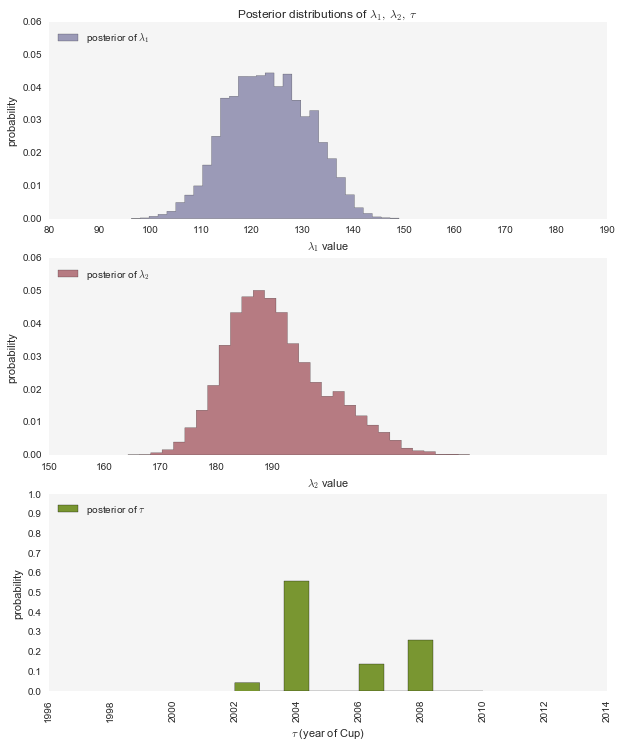 Posterior distributions of λ₁, λ₂, τ
0.06
0.05
0.04
0.03
0.02
0.01
0.00
probability
posterior of λ₁
80 90 100 110 120 130 140 150 160 170 180 190
λ₁ value
0.06
0.05
0.04
0.03
0.02
0.01
0.00
probability
posterior of λ₂
150 160 170 180 190
λ₂ value
1.0
0.9
0.8
0.7
0.6
0.5
0.4
0.3
0.2
0.1
0.0
probability
posterior of τ
1996 1998 2000 2002 2004 2006 2008 2010 2012 2014
τ (year of Cup)